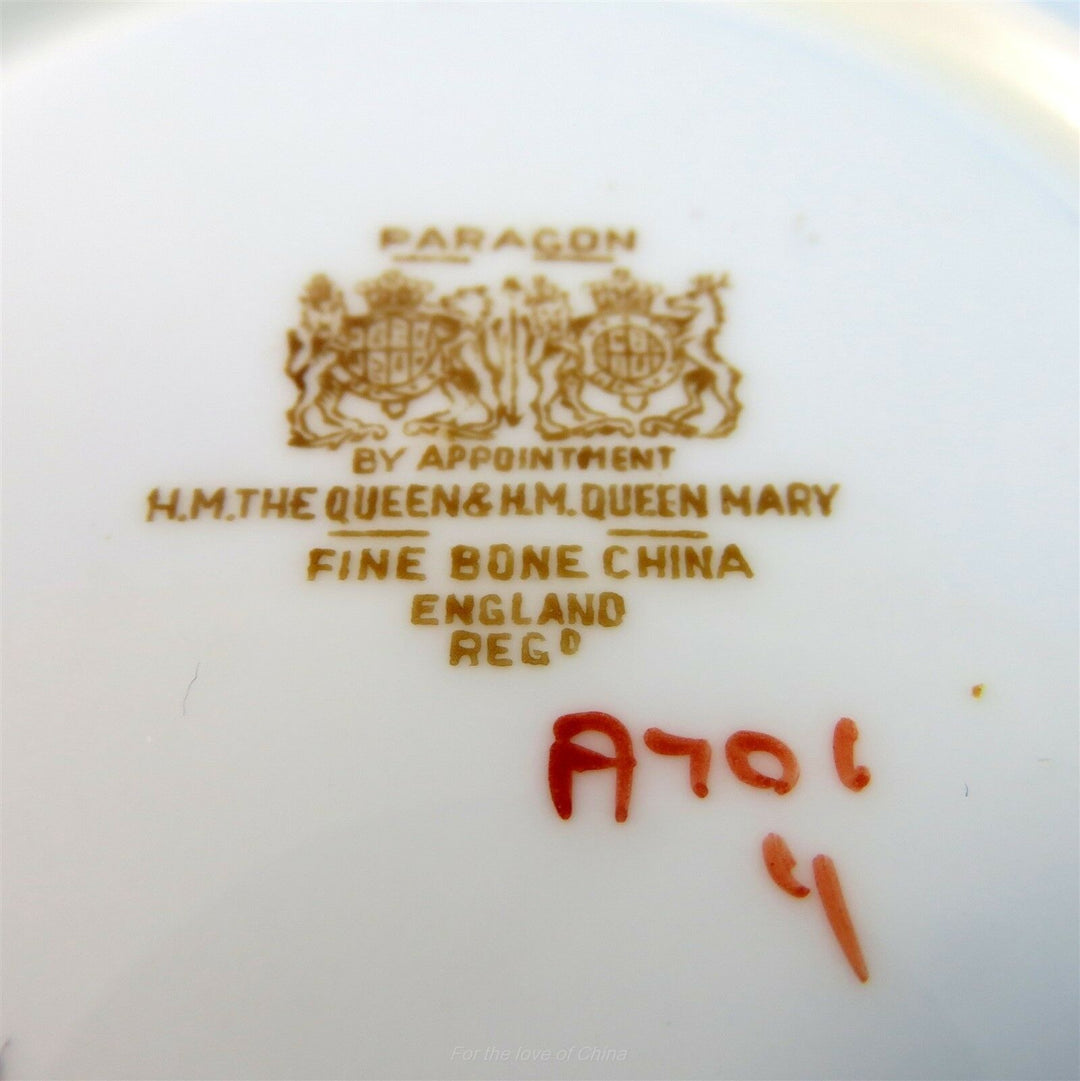 PARAGON
BY APPOINTMENT
H.M. THE QUEEN & H.M. QUEEN MARY
FINE BONE CHINA
ENGLAND
REGD
A706
4
For the love of China